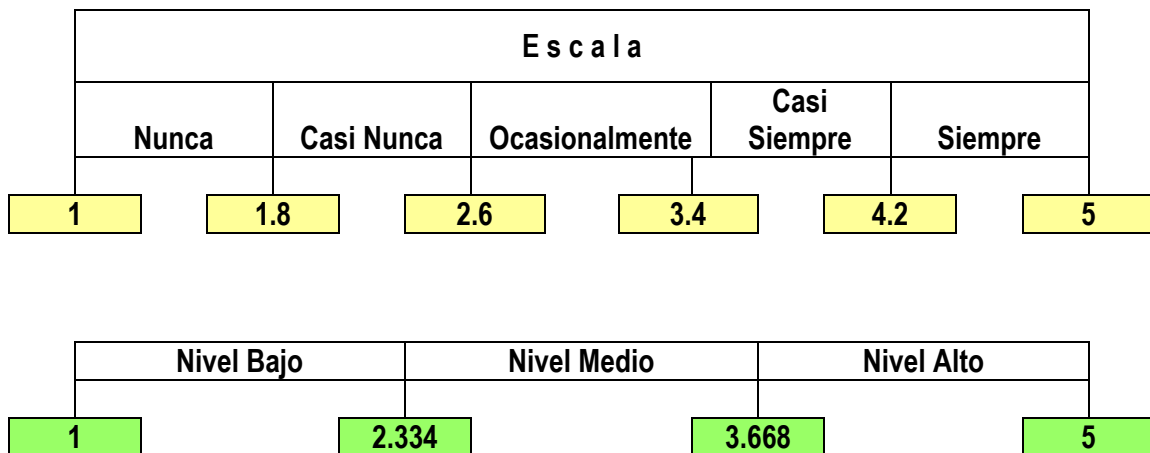 E s c a l a
Nunca Casi Nunca Ocasionalmente Casi Siempre Siempre
1 1.8 2.6 3.4 4.2 5
Nivel Bajo Nivel Medio Nivel Alto
1 2.334 3.668 5